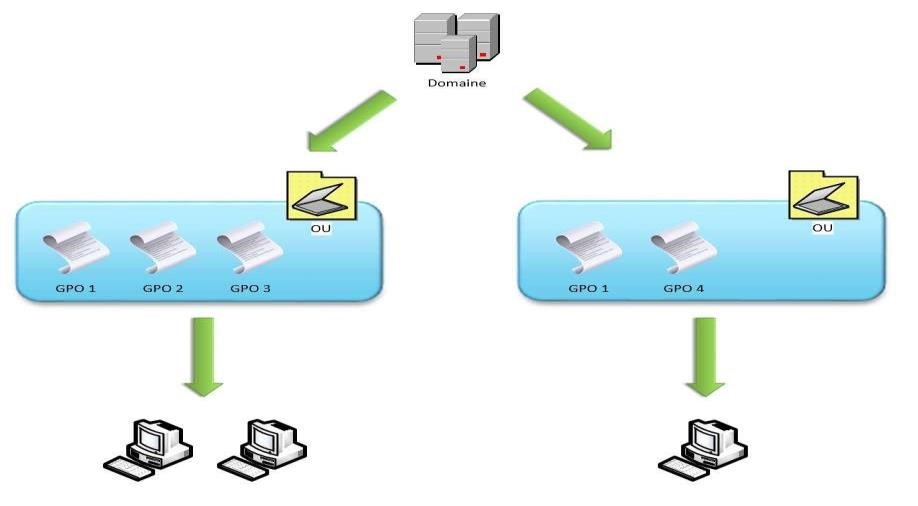 Domaine
OU
OU
GPO 1
GPO 2
GPO 3
GPO 1
GPO 4